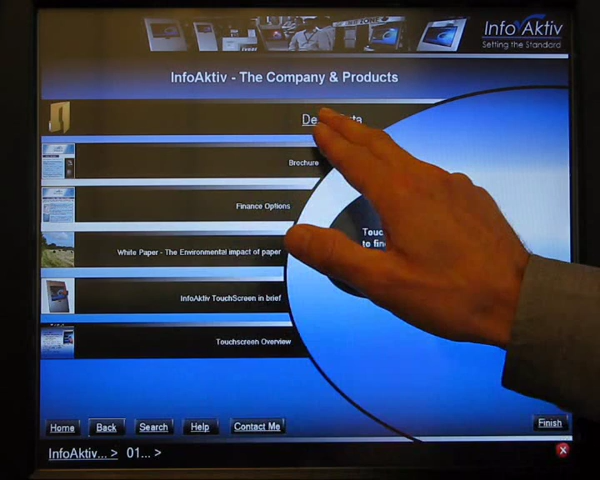 InfoAktiv
Setting the Standard
InfoAktiv - The Company & Products
Brochure
Finance Options
White Paper - The Environmental impact of paper
InfoAktiv TouchScreen in brief
Touchscreen Overview
Home Back Search Help Contact Me Finish
InfoAktiv... > 01... >